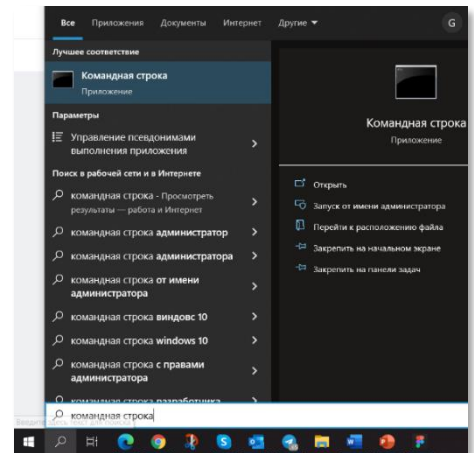 Все Приложения Документы Интернет Другие
G
Лучшее соответствие
Командная строка
Приложение
Параметры
Управление псевдонимами
выполнения приложения
Поиск в рабочей сети и в Интернете
командная строка - Просмотреть
результаты — работа и Интернет
командная строка администратор
командная строка администратора
командная строка от имени
администратора
командная строка виндовс 10
командная строка windows 10
командная строка с правами
администратора
командная строка разработчика
командная строка
Командная строка
Приложение
Открыть
Запуск от имени администратора
Перейти к расположению файла
Закрепить на начальном экране
Закрепить на панели задач